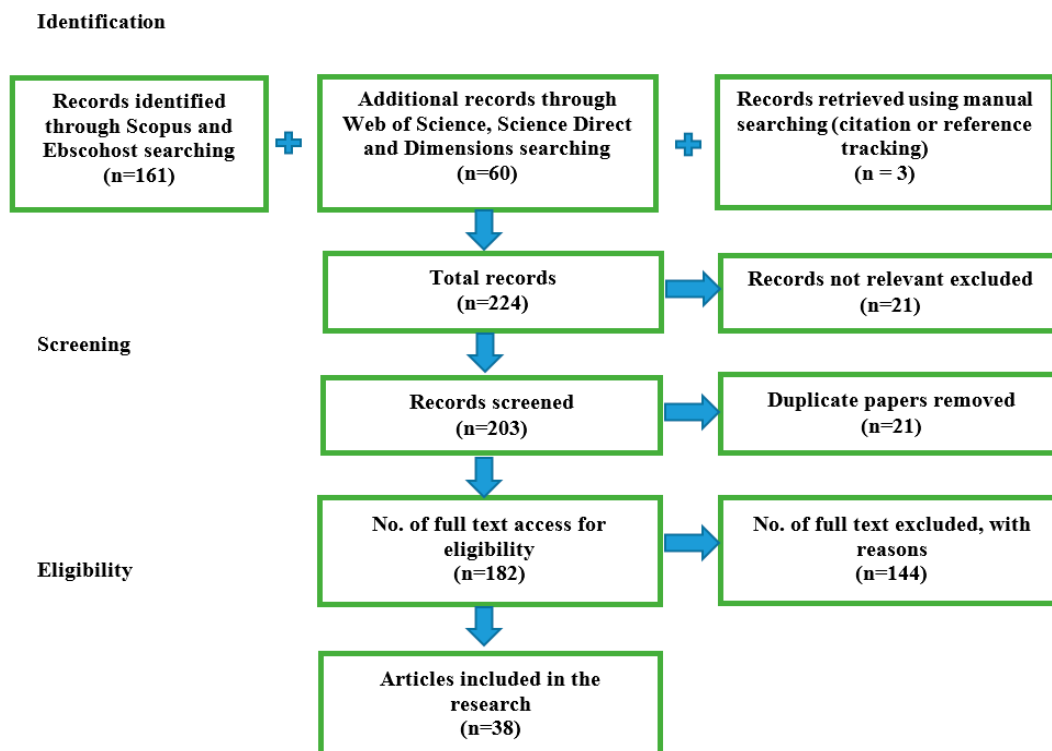 Identification
Records identified
through Scopus and
Ebscohost searching
(n=161)
Additional records through
Web of Science, Science Direct
and Dimensions searching
(n=60)
Records retrieved using manual
searching (citation or reference
tracking)
(n = 3)
Total records
(n=224)
Records not relevant excluded
(n=21)
Screening
Records screened
(n=203)
Duplicate papers removed
(n=21)
No. of full text access for
eligibility
(n=182)
No. of full text excluded, with
reasons
(n=144)
Eligibility
Articles included in the
research
(n=38)